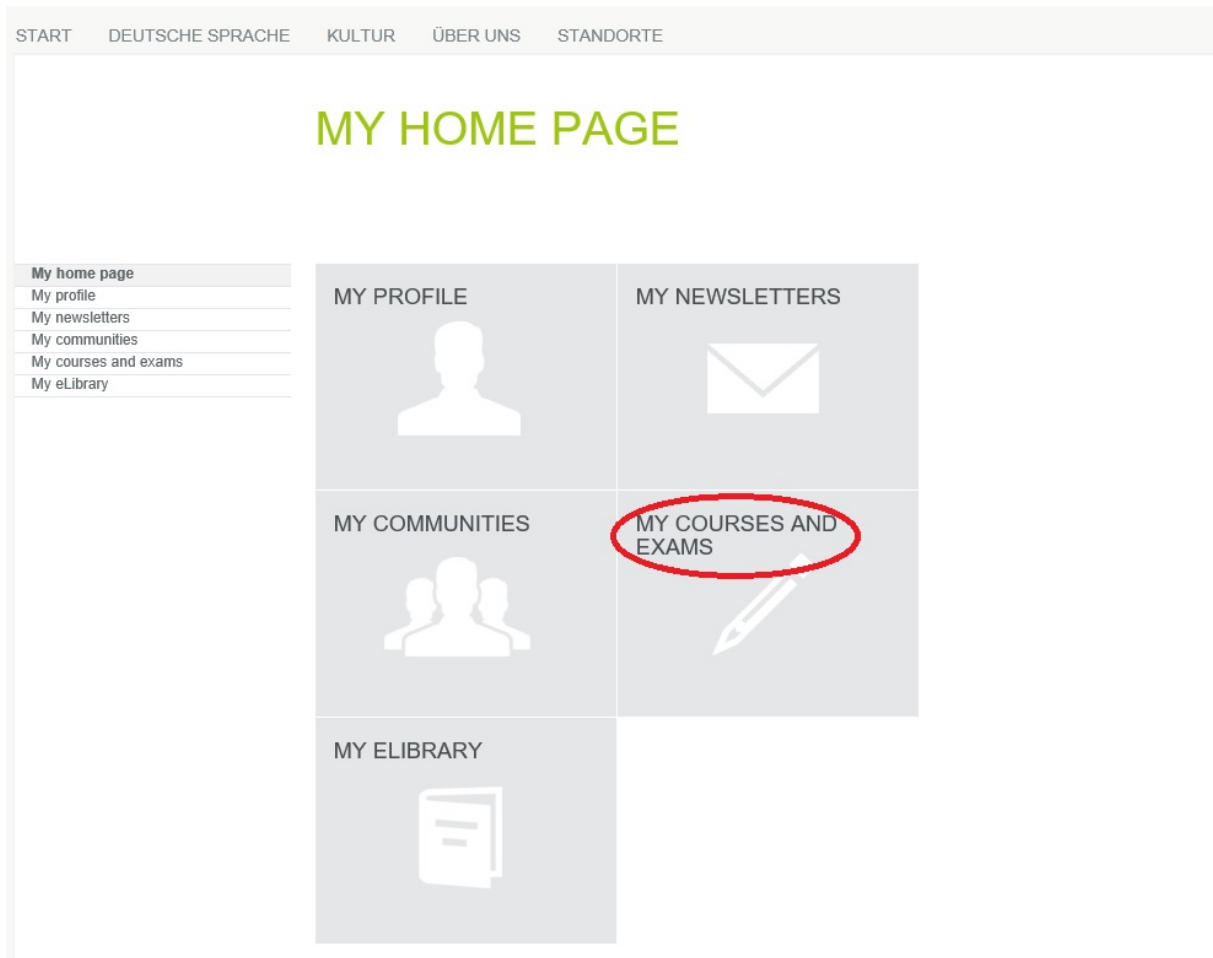 START DEUTSCHE SPRACHE KULTUR ÜBER UNS STANDORTE
MY HOME PAGE
My home page
My profile
My newsletters
My communities
My courses and exams
My eLibrary
MY PROFILE
MY NEWSLETTERS
MY COMMUNITIES
MY COURSES AND
EXAMS
MY ELIBRARY